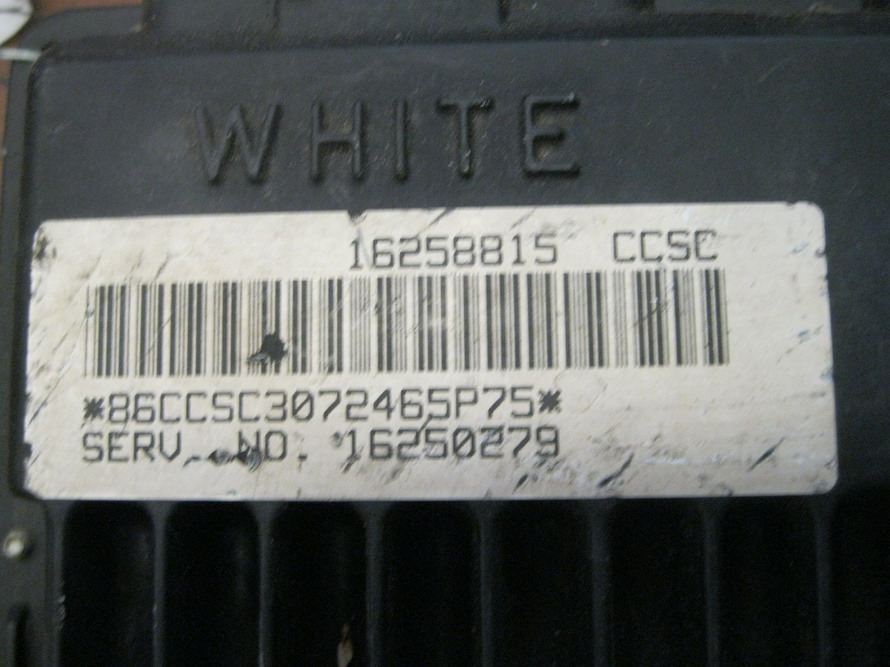 WHITE
16258815 CCSC
*86CCSC3072465P75*
SERV. NO. 16250279